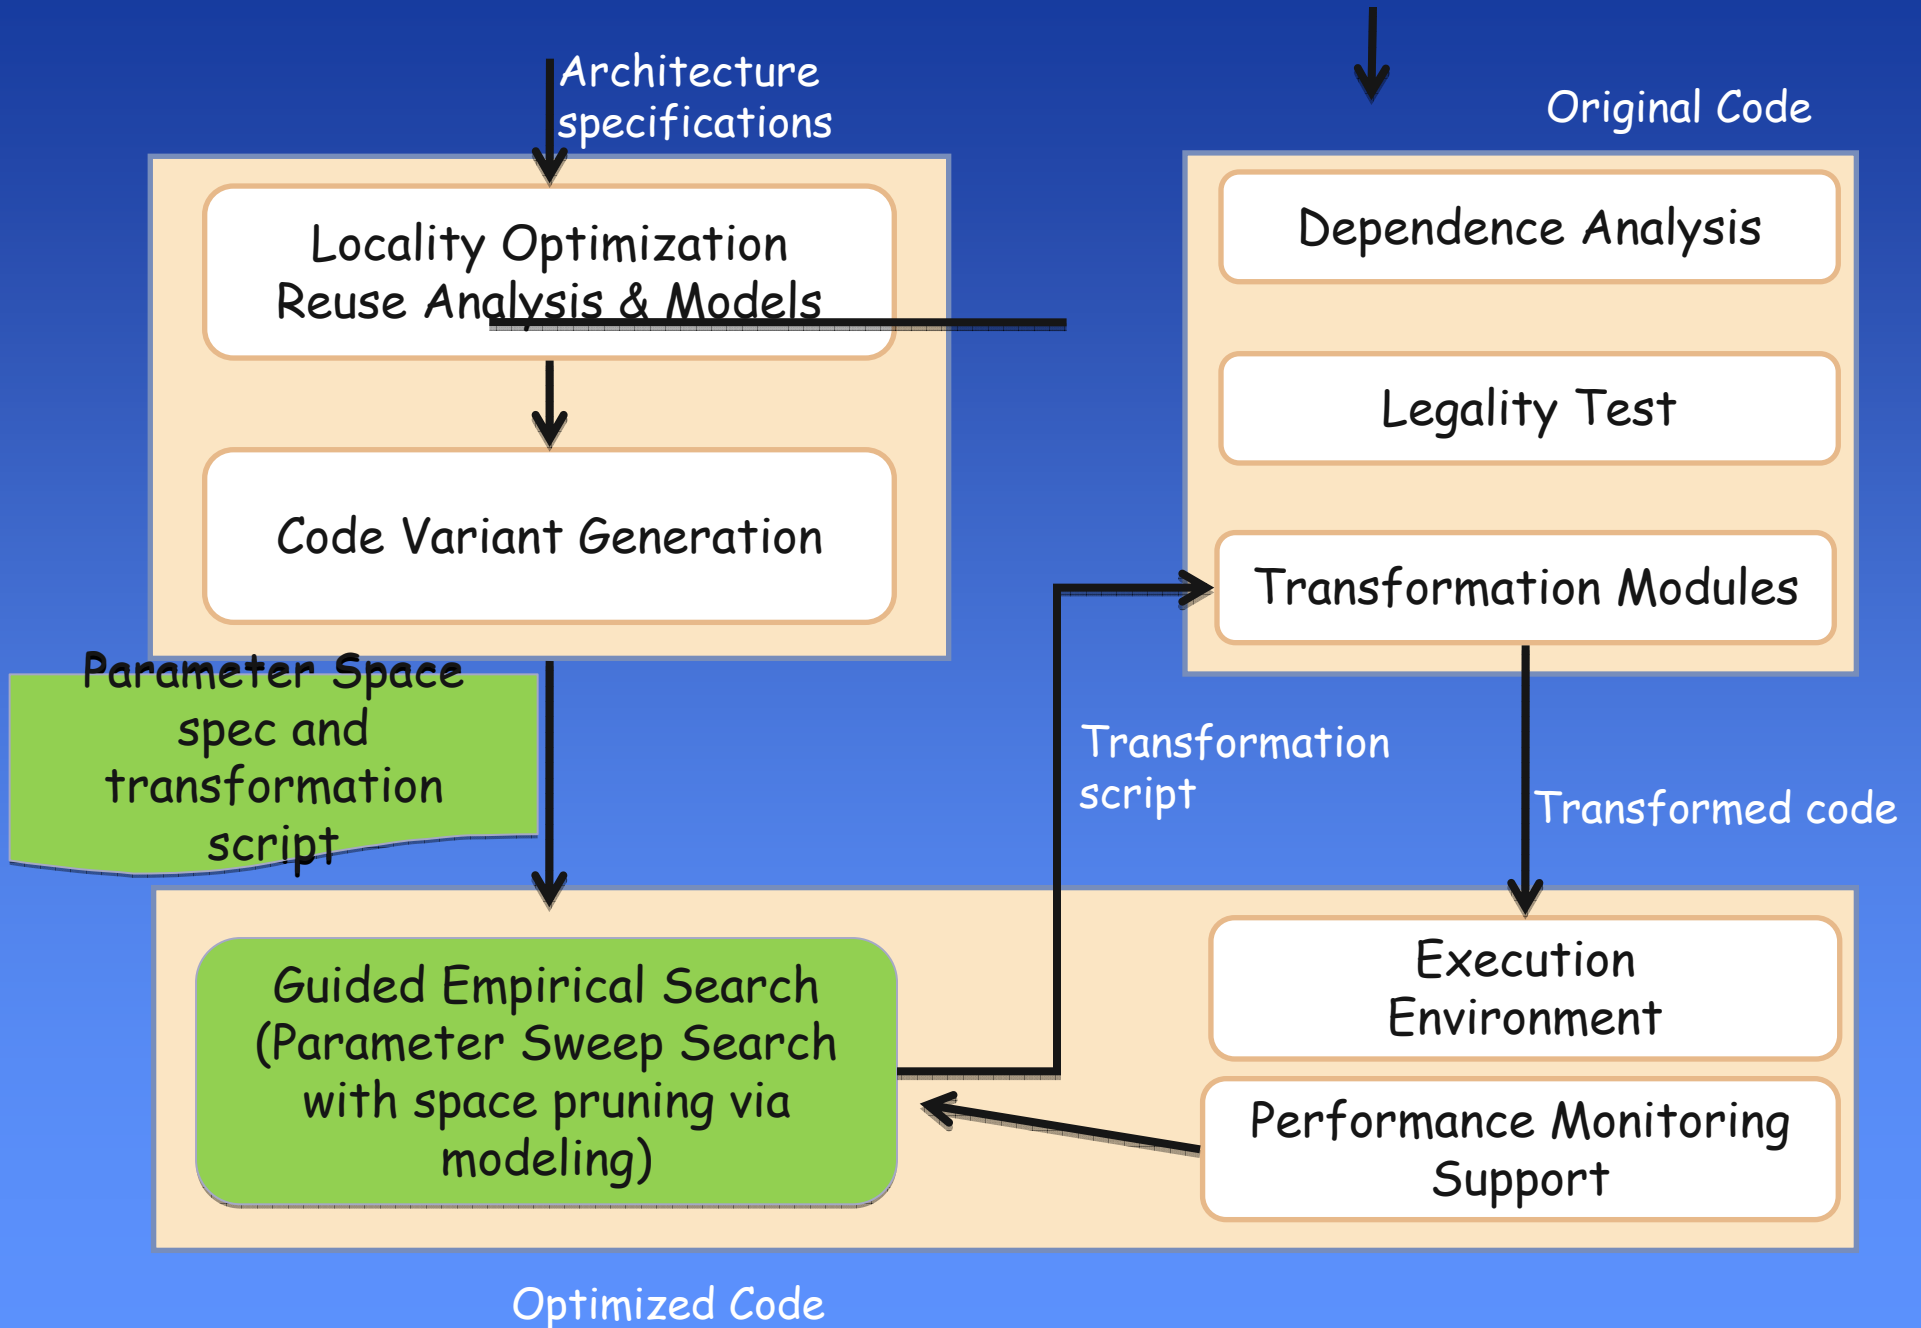 Architecture
specifications
Original Code
Locality Optimization
Reuse Analysis & Models
Code Variant Generation
Dependence Analysis
Legality Test
Transformation Modules
Parameter Space
spec and
transformation
script
Transformation
script
Transformed code
Guided Empirical Search
(Parameter Sweep Search
with space pruning via
modeling)
Execution
Environment
Performance Monitoring
Support
Optimized Code